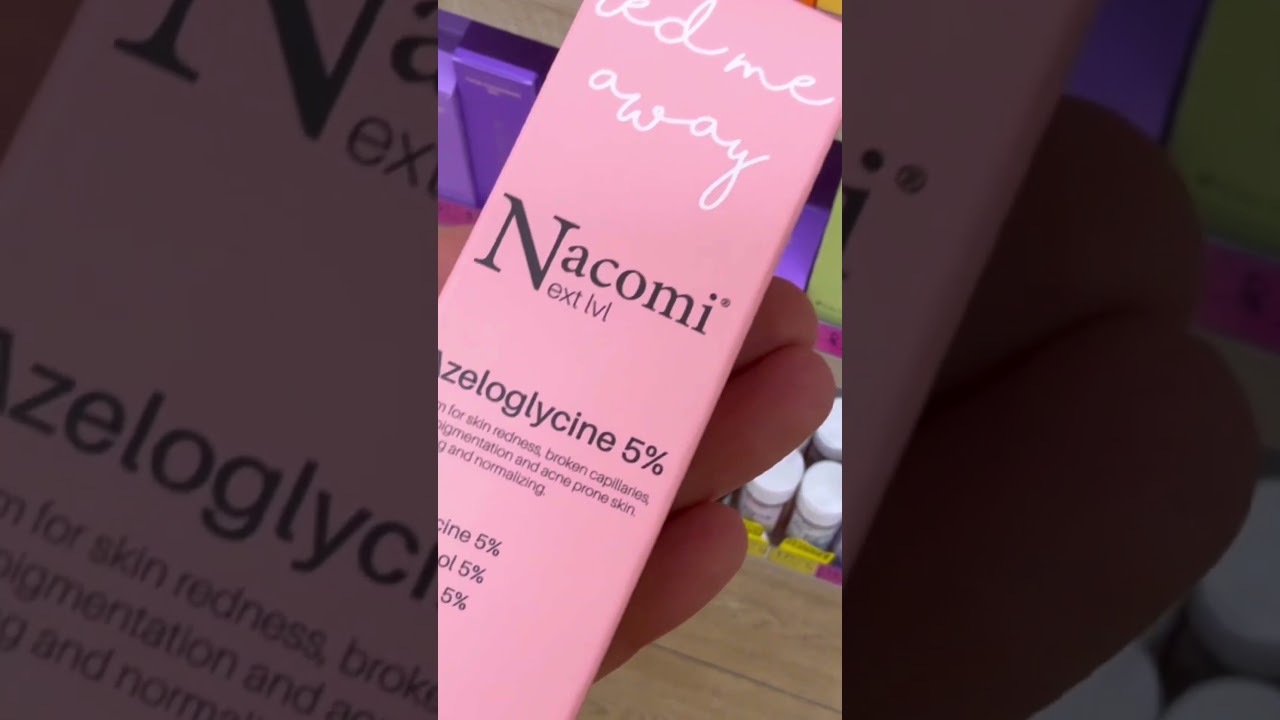 ed me
away
Nacomi®
ext lvl
Azeloglycine 5%
m for skin redness, broken capillaries,
pigmentation and acne prone skin.
g and normalizing.
cine 5%
ol 5%
5%